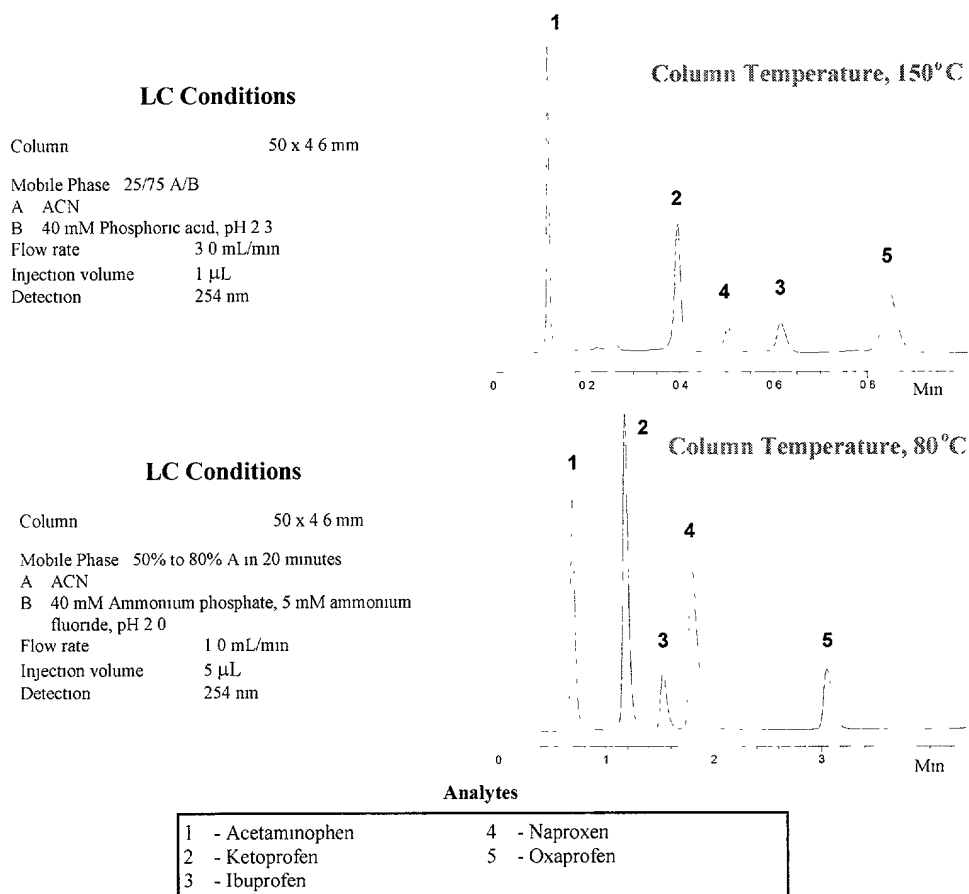 1
Column Temperature, 150°C
LC Conditions
Column 50 x 4 6 mm
Mobile Phase 25/75 A/B
A ACN
B 40 mM Phosphoric acid, pH 2 3
Flow rate 3 0 mL/min
Injection volume 1 μL
Detection 254 nm
2
5
4 3
0 0 2 0 4 0 6 0 8 Min
2
Column Temperature, 80°C
1
LC Conditions
Column 50 x 4 6 mm
4
Mobile Phase 50% to 80% A in 20 minutes
A ACN
B 40 mM Ammonium phosphate, 5 mM ammonium
fluoride, pH 2 0
Flow rate 1 0 mL/min
Injection volume 5 μL
Detection 254 nm
3 5
0 1 2 3 Min
Analytes
1 - Acetaminophen 4 - Naproxen
2 - Ketoprofen 5 - Oxaprofen
3 - Ibuprofen